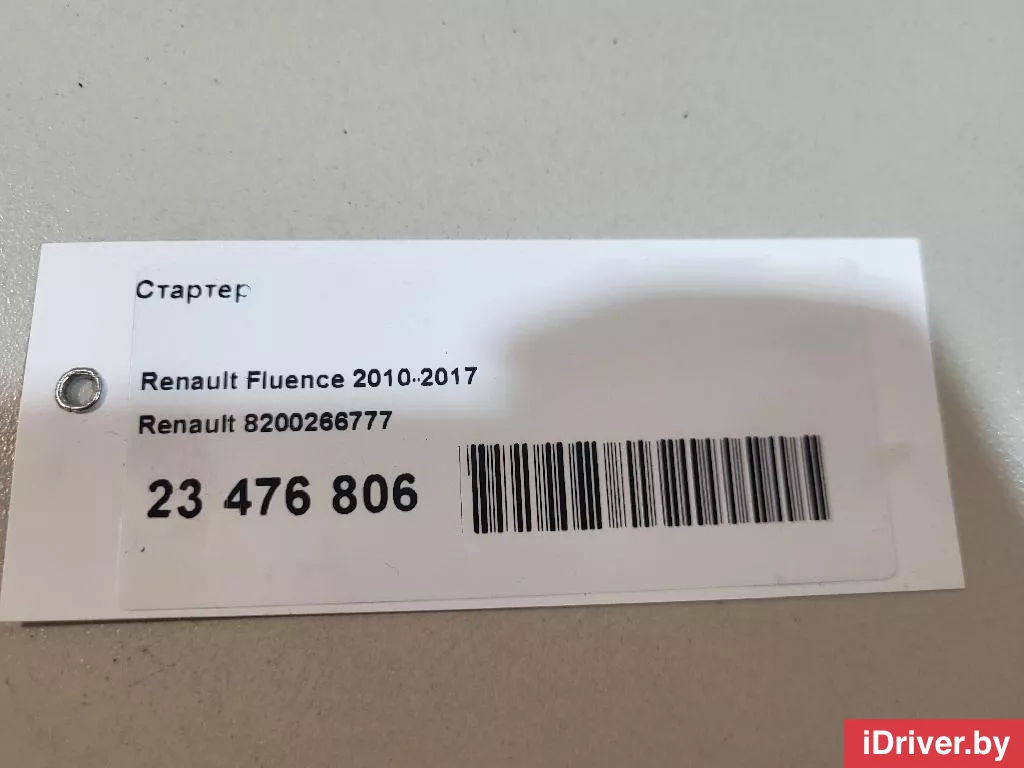 Стартер
Renault Fluence 2010-2017
Renault 8200266777
23 476 806
iDriver.by